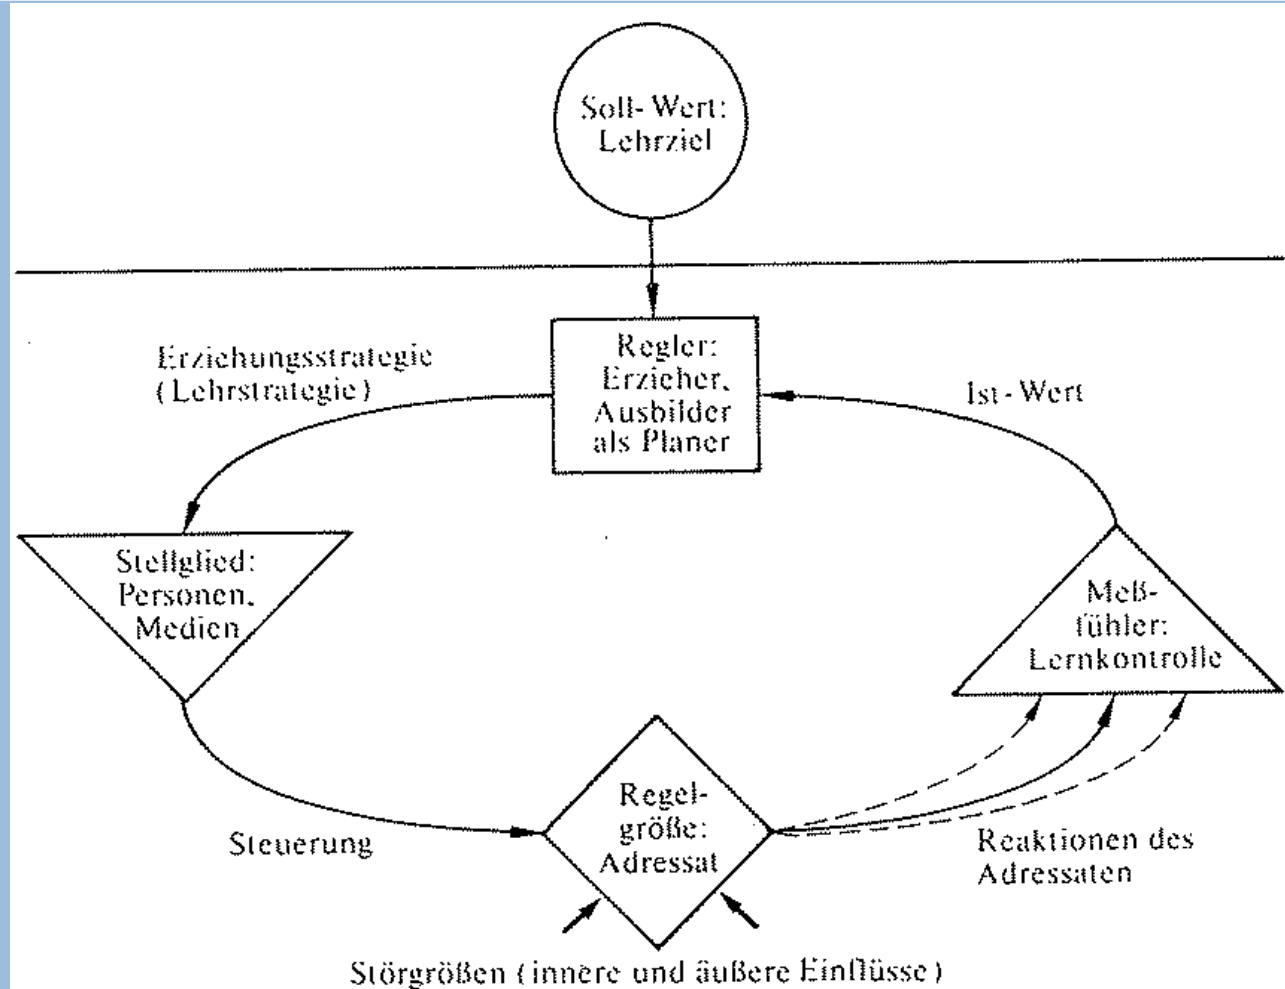 Soll-Wert:
Lehrziel
Regler:
Erzieher,
Ausbilder
als Planer
Erziehungsstrategie
(Lehrstrategie)
Ist-Wert
Stellglied:
Personen,
Medien
Meß-
fühler:
Lernkontrolle
Regel-
größe:
Adressat
Steuerung
Reaktionen des
Adressaten
Störgrößen (innere und äußere Einflüsse)